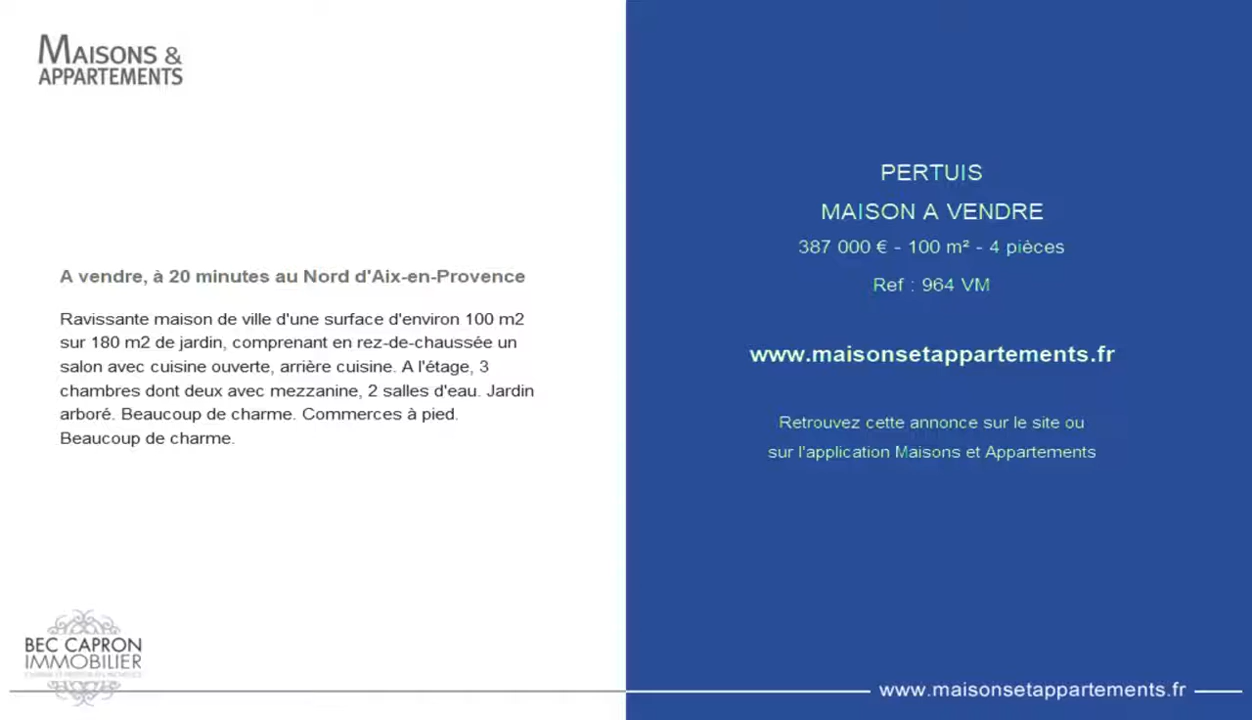 MAISONS &
APPARTEMENTS
A vendre, à 20 minutes au Nord d'Aix-en-Provence
Ravissante maison de ville d'une surface d'environ 100 m2
sur 180 m2 de jardin, comprenant en rez-de-chaussée un
salon avec cuisine ouverte, arrière cuisine. A l'étage, 3
chambres dont deux avec mezzanine, 2 salles d'eau. Jardin
arboré. Beaucoup de charme. Commerces à pied.
Beaucoup de charme.
BEC CAPRON
IMMOBILIER
PERTUIS
MAISON A VENDRE
387 000 € - 100 m² - 4 pièces
Ref : 964 VM
www.maisonsetappartements.fr
Retrouvez cette annonce sur le site ou
sur l'application Maisons et Appartements
www.maisonsetappartements.fr